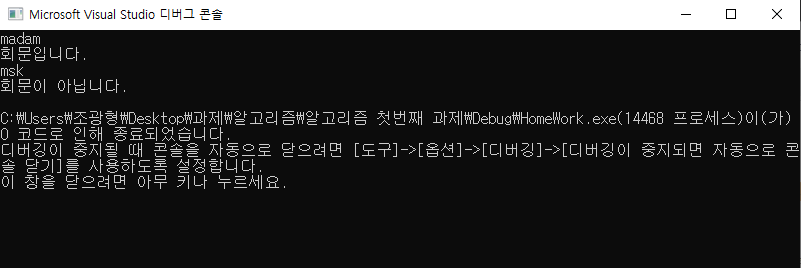 Microsoft Visual Studio 디버그 콘솔
madam
회문입니다.
msk
회문이 아닙니다.
C:₩Users₩조광형₩Desktop₩과제₩알고리즘₩알고리즘 첫번째 과제₩Debug₩HomeWork.exe(14468 프로세스)이(가)
0 코드로 인해 종료되었습니다.
디버깅이 중지될 때 콘솔을 자동으로 닫으려면 [도구]->[옵션]->[디버깅]->[디버깅이 중지되면 자동으로 콘
솔 닫기]를 사용하도록 설정합니다.
이 창을 닫으려면 아무 키나 누르세요.